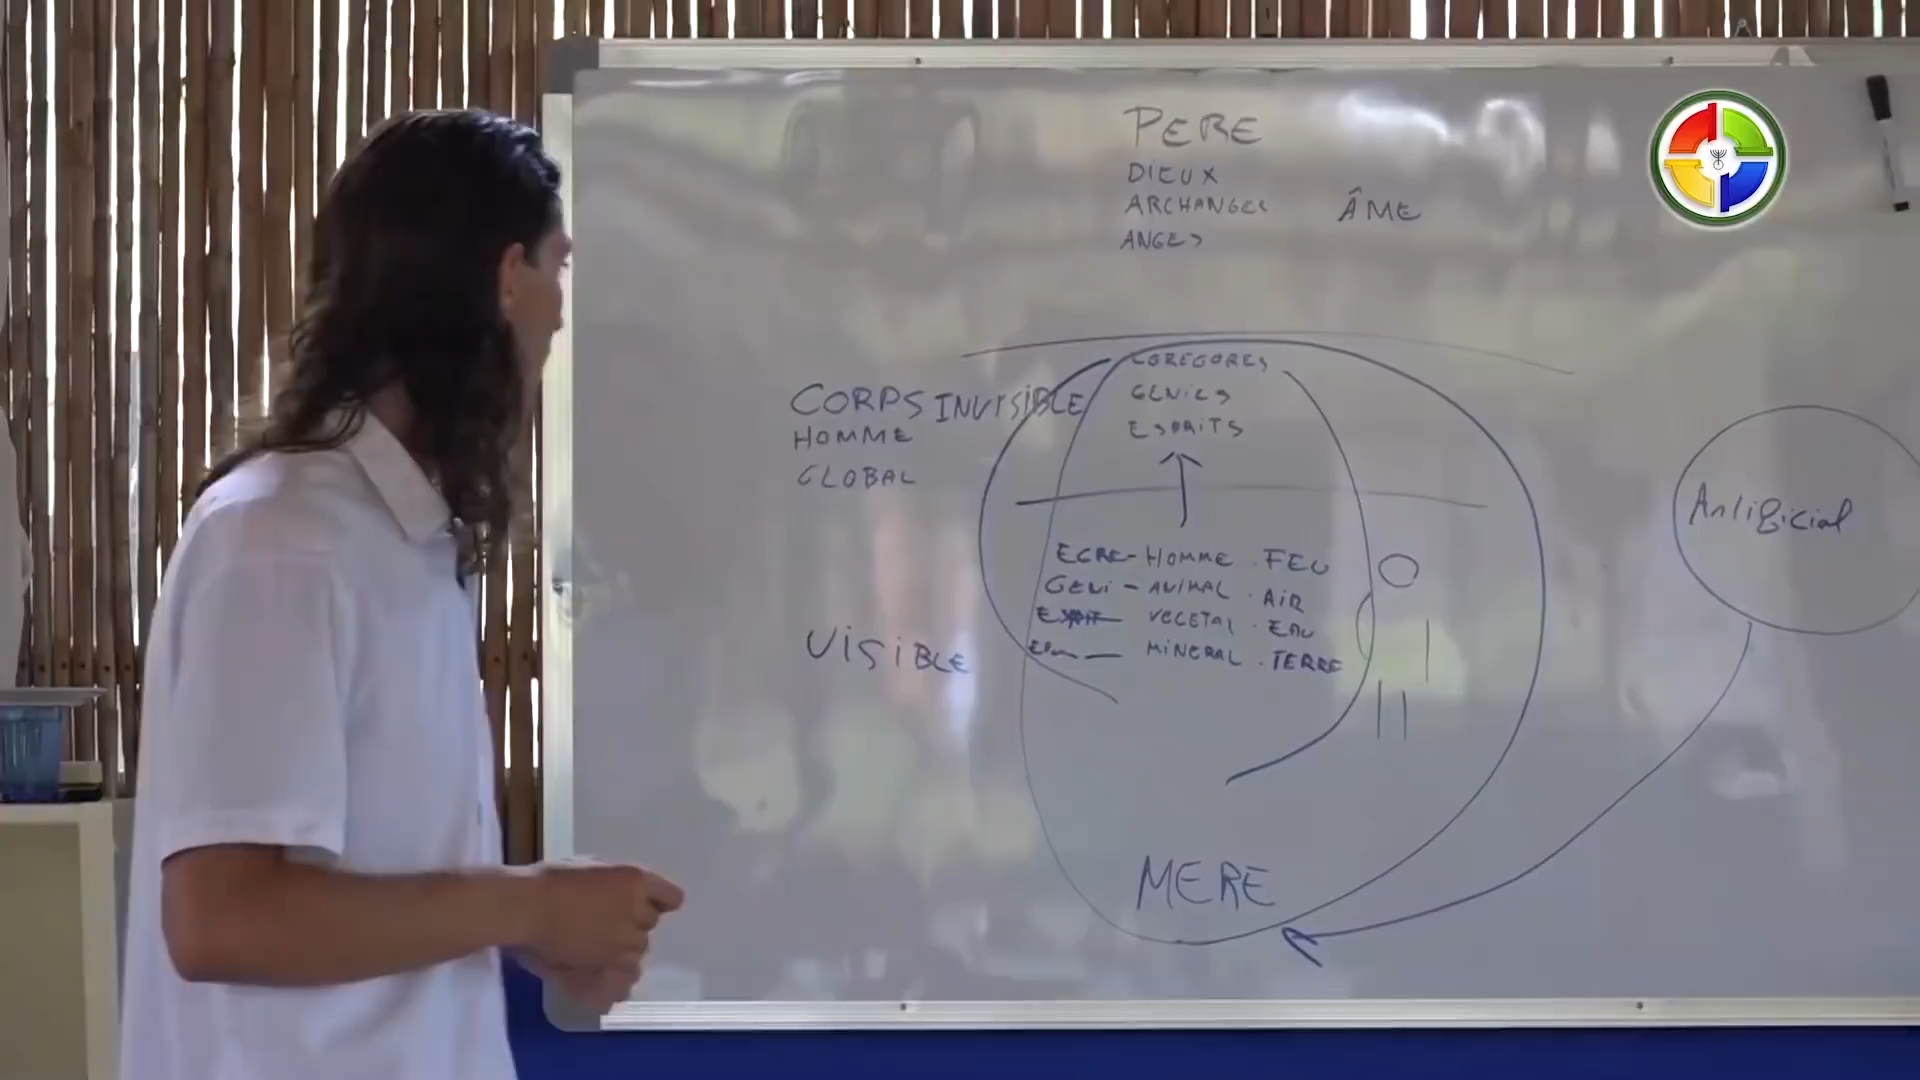 PERE
DIEUX
ARCHANGES ÂME
ANGES
EGREGORES
CORPS INVISIBLE GENIES
HOMME ESPRITS
GLOBAL
EGRE- HOMME . FEU
GENI - ANIMAL . AIR
VEGETAL . EAU
VISIBLE MINERAL . TERRE
Artificiel
MERE